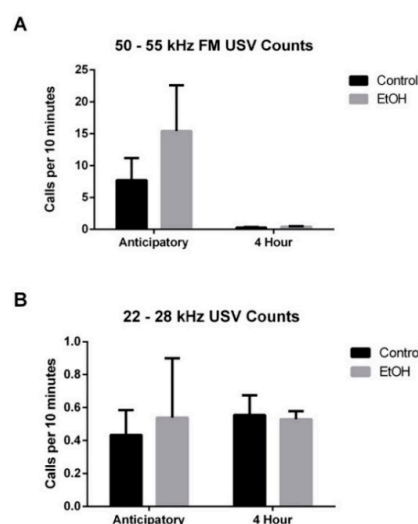 A
50 - 55 kHz FM USV Counts
Calls per 10 minutes
25
20
15
10
5
0
Anticipatory
4 Hour
Control
EtOH
B
22 - 28 kHz USV Counts
Calls per 10 minutes
1.0
0.8
0.6
0.4
0.2
0.0
Anticipatory
4 Hour
Contro
EtOH